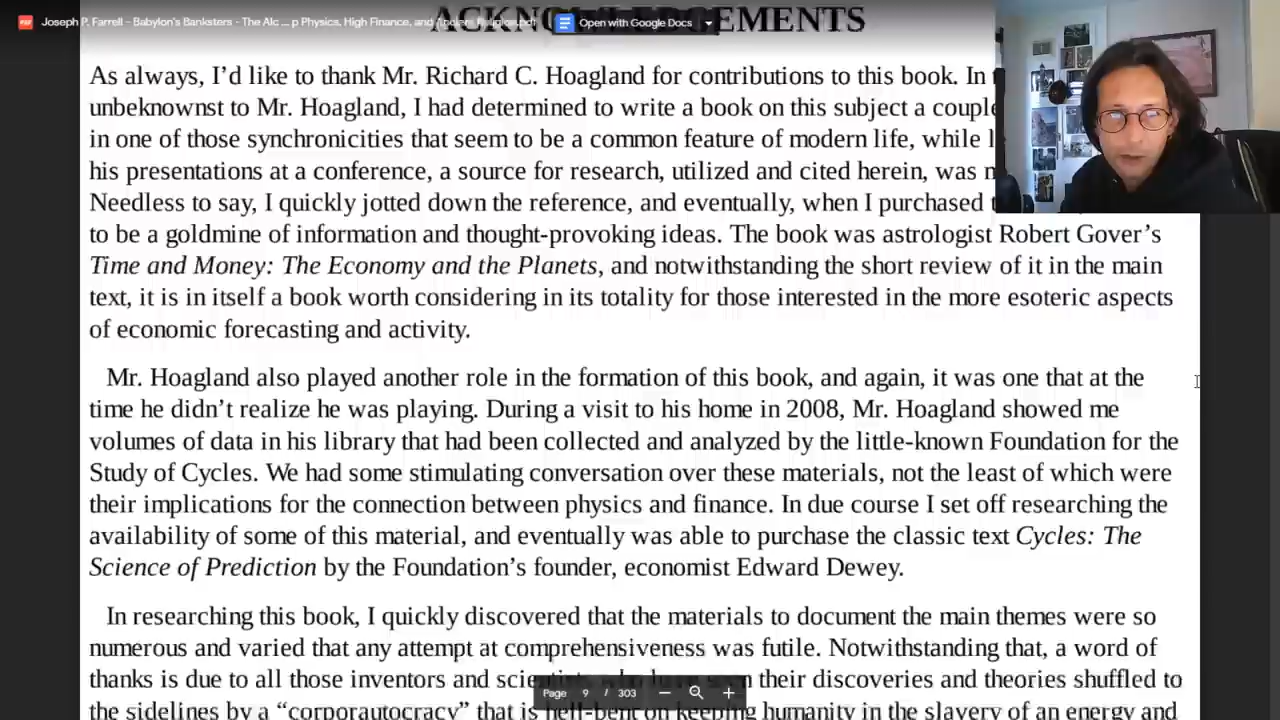 ACKNOWLEDGEMENTS
Joseph P. Farrell – Babylon's Banksters - The Alc ... p Physics, High Finance, and Ancient Religion.pdf
Open with Google Docs
As always, I'd like to thank Mr. Richard C. Hoagland for contributions to this book. In
unbeknownst to Mr. Hoagland, I had determined to write a book on this subject a couple
in one of those synchronicities that seem to be a common feature of modern life, while
his presentations at a conference, a source for research, utilized and cited herein, was
Needless to say, I quickly jotted down the reference, and eventually, when I purchased
to be a goldmine of information and thought-provoking ideas. The book was astrologist Robert Gover's
Time and Money: The Economy and the Planets, and notwithstanding the short review of it in the main
text, it is in itself a book worth considering in its totality for those interested in the more esoteric aspects
of economic forecasting and activity.
Mr. Hoagland also played another role in the formation of this book, and again, it was one that at the
time he didn't realize he was playing. During a visit to his home in 2008, Mr. Hoagland showed me
volumes of data in his library that had been collected and analyzed by the little-known Foundation for the
Study of Cycles. We had some stimulating conversation over these materials, not the least of which were
their implications for the connection between physics and finance. In due course I set off researching the
availability of some of this material, and eventually was able to purchase the classic text Cycles: The
Science of Prediction by the Foundation's founder, economist Edward Dewey.
In researching this book, I quickly discovered that the materials to document the main themes were so
numerous and varied that any attempt at comprehensiveness was futile. Notwithstanding that, a word of
thanks is due to all those inventors and scientists who have seen their discoveries and theories shuffled to
the sidelines by a “corporautocracy” that is hell-bent on keeping humanity in the slavery of an energy and
Page 9 / 303